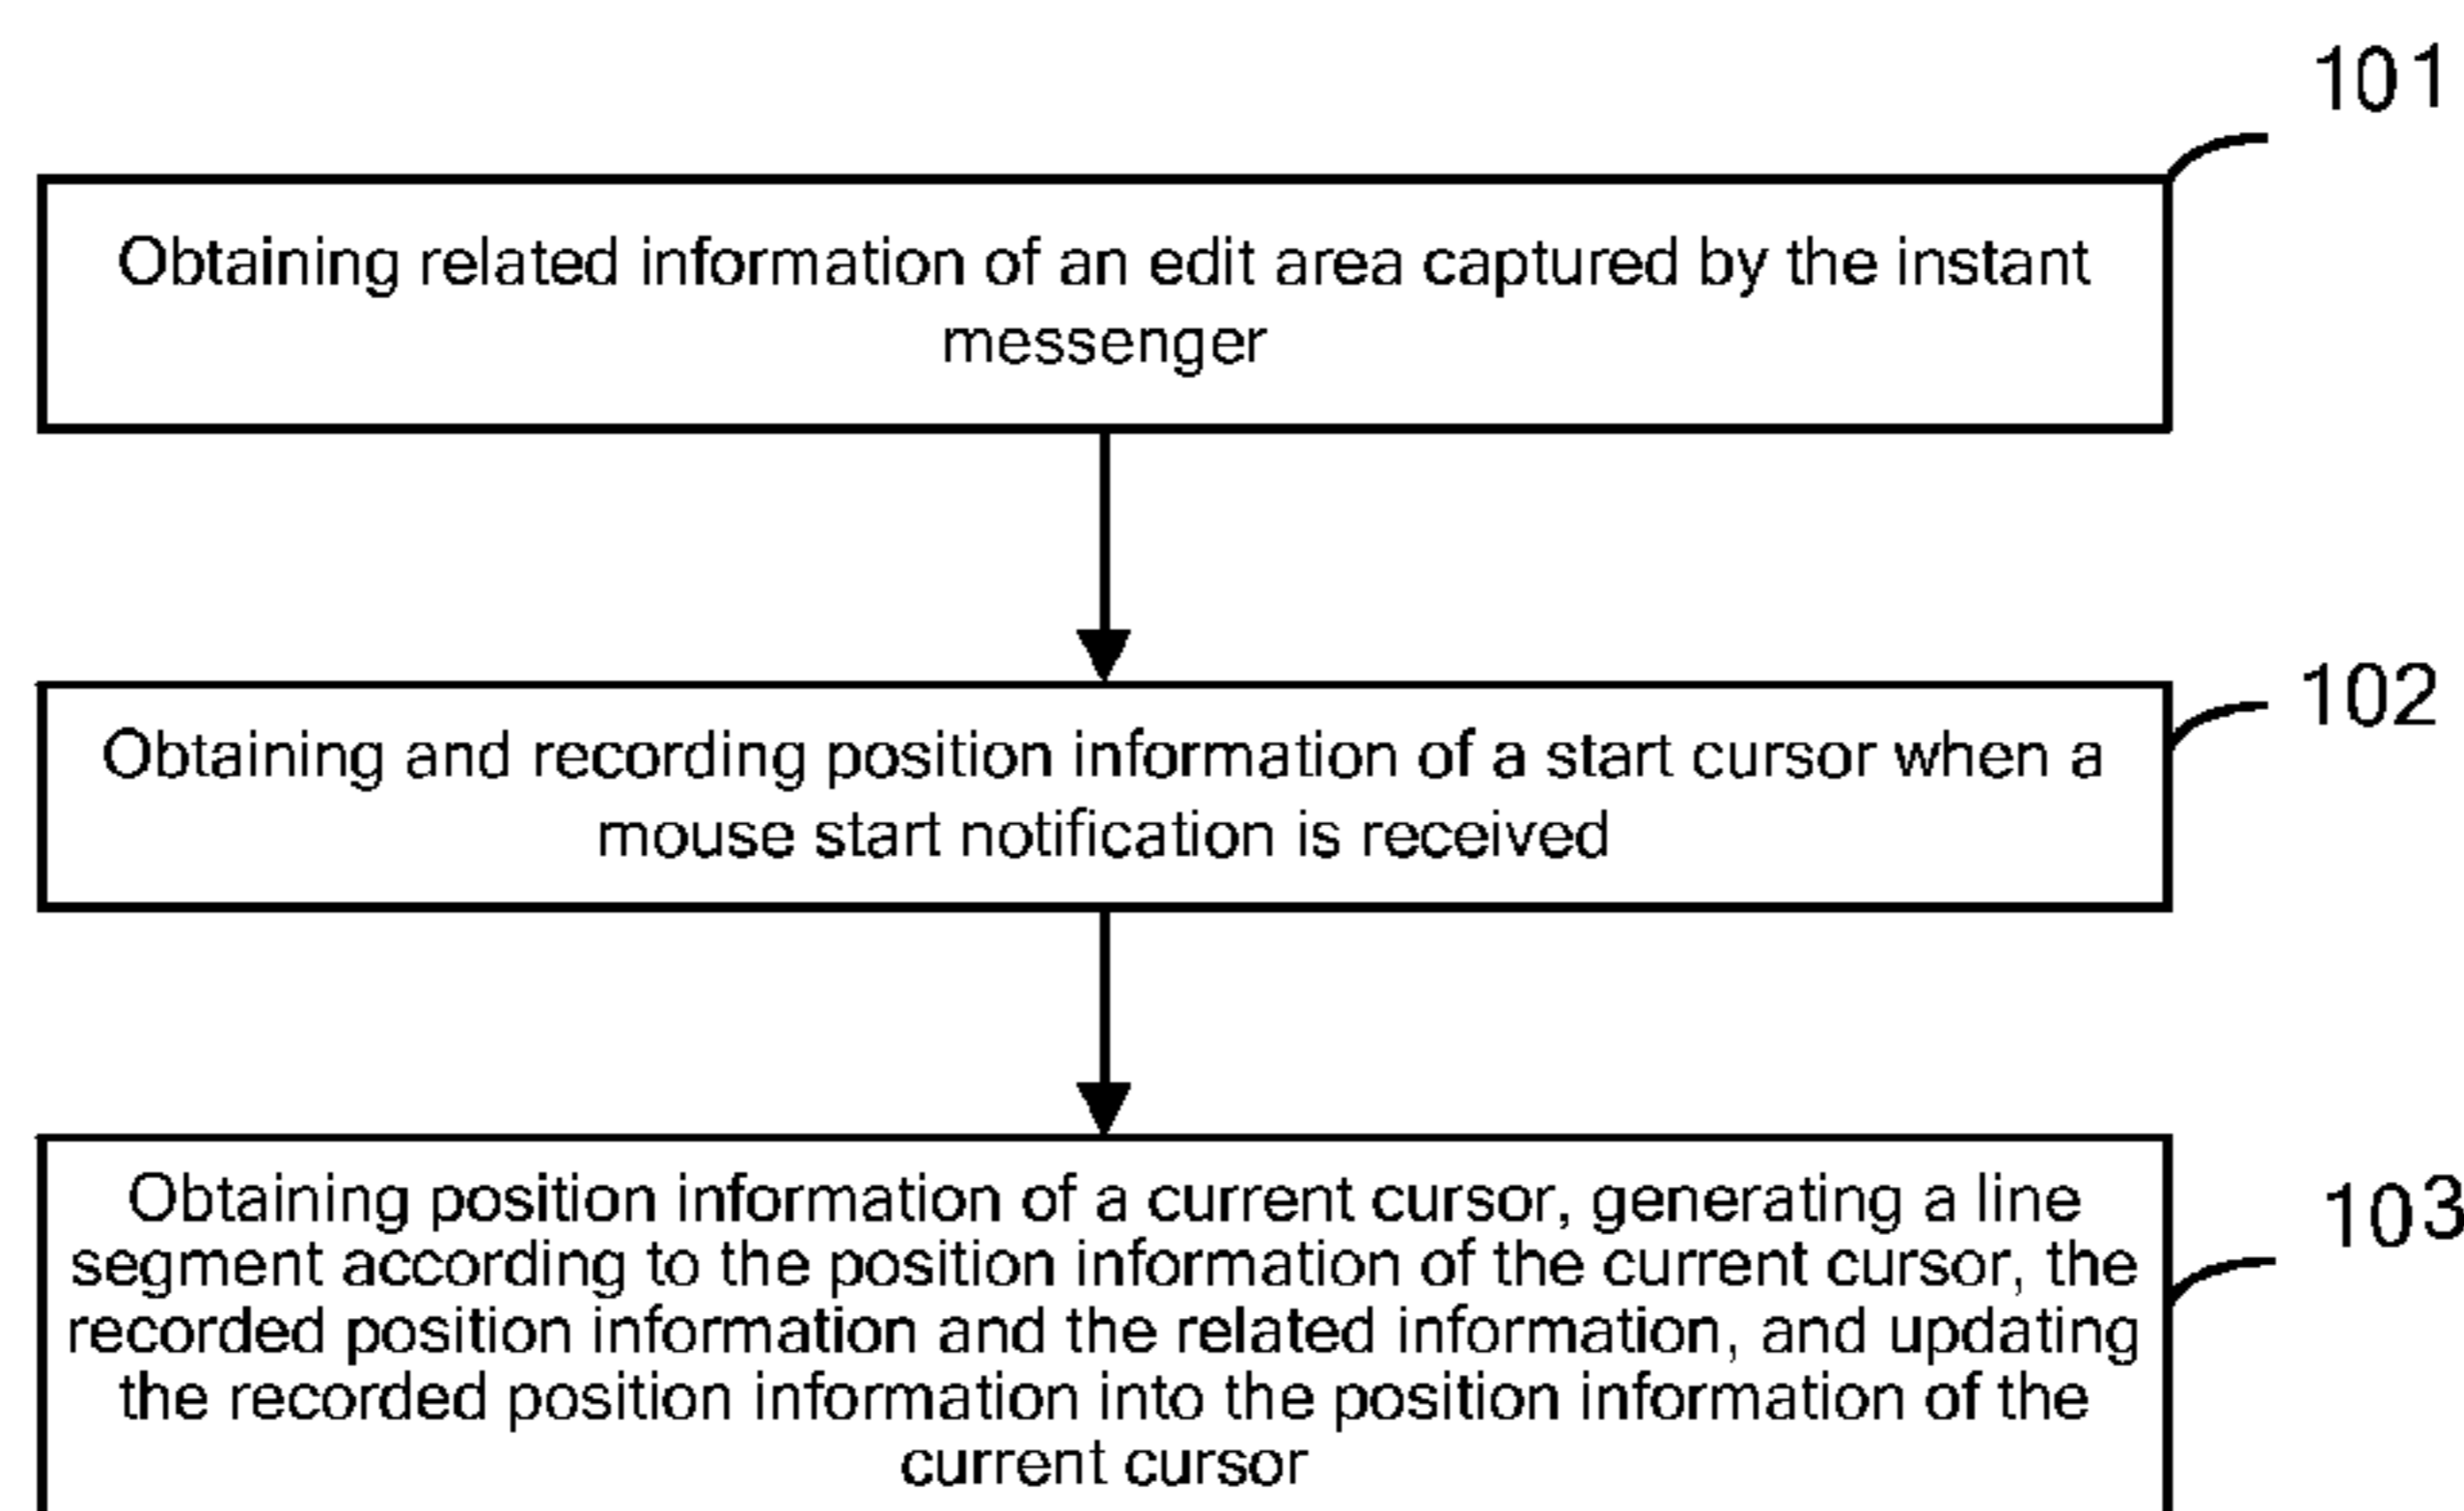 101
Obtaining related information of an edit area captured by the instant
messenger
102
Obtaining and recording position information of a start cursor when a
mouse start notification is received
103
Obtaining position information of a current cursor, generating a line
segment according to the position information of the current cursor, the
recorded position information and the related information, and updating
the recorded position information into the position information of the
current cursor